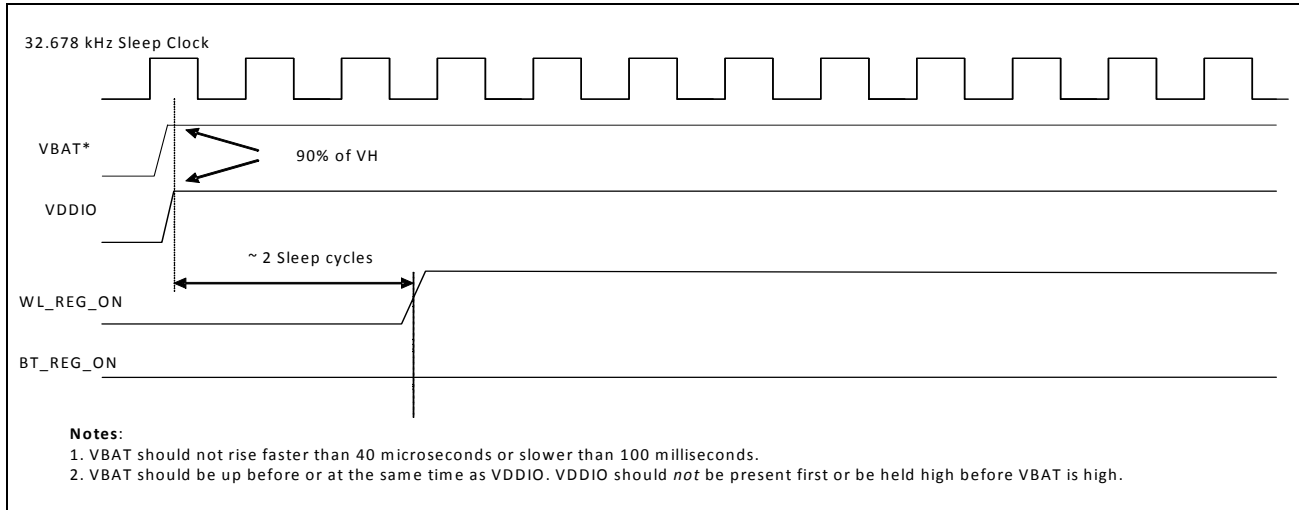 32.678 kHz Sleep Clock
VBAT*
90% of VH
VDDIO
~ 2 Sleep cycles
WL_REG_ON
BT_REG_ON
Notes:
1. VBAT should not rise faster than 40 microseconds or slower than 100 milliseconds.
2. VBAT should be up before or at the same time as VDDIO. VDDIO should not be present first or be held high before VBAT is high.